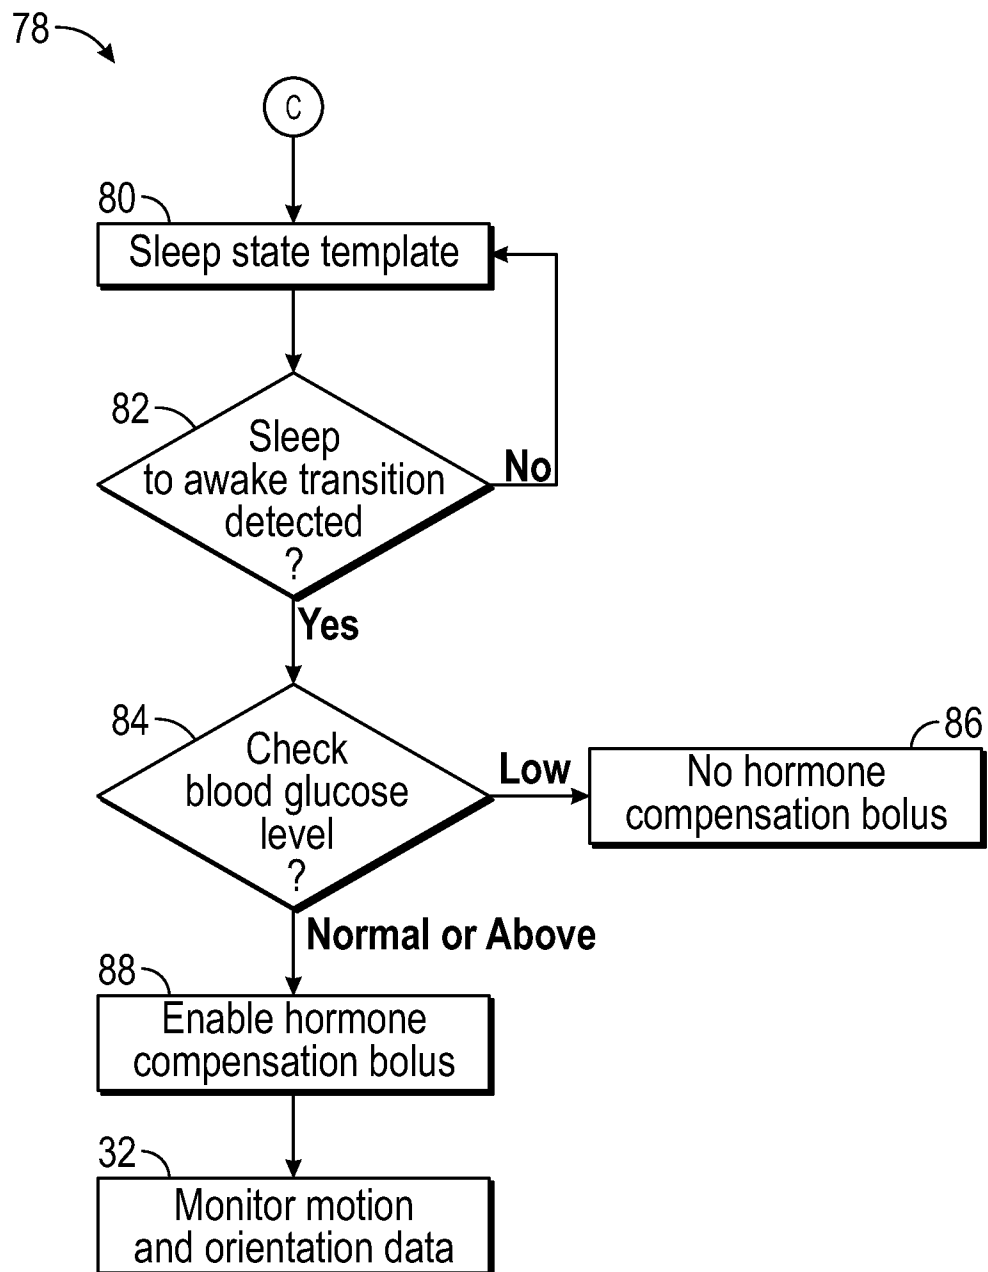 78
C
80
Sleep state template
82
Sleep
to awake transition
detected
?
No
Yes
84
Check
blood glucose
level
?
Low
86
No hormone
compensation bolus
Normal or Above
88
Enable hormone
compensation bolus
32
Monitor motion
and orientation data